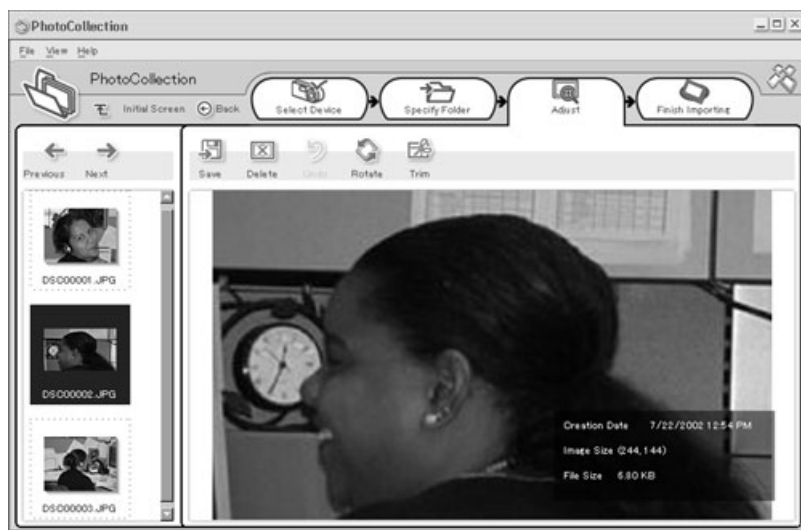 PhotoCollection
File View Help
PhotoCollection
Initial Screen Back
Select Device Specify Folder Adjust Finish Importing
Previous Next
Save Delete Undo Rotate Trim
DSC00001.JPG
DSC00002.JPG
DSC00003.JPG
Creation Date 7/22/2002 12:54 PM
Image Size (244,144)
File Size 6.80 KB